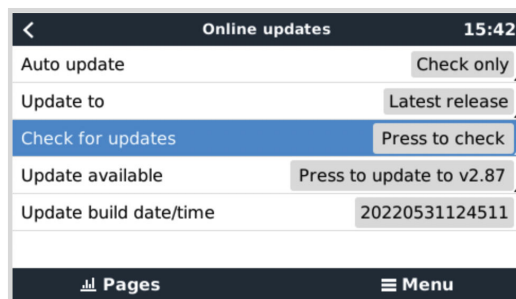 Online updates 15:42
Auto update Check only
Update to Latest release
Check for updates Press to check
Update available Press to update to v2.87
Update build date/time 20220531124511
Pages Menu